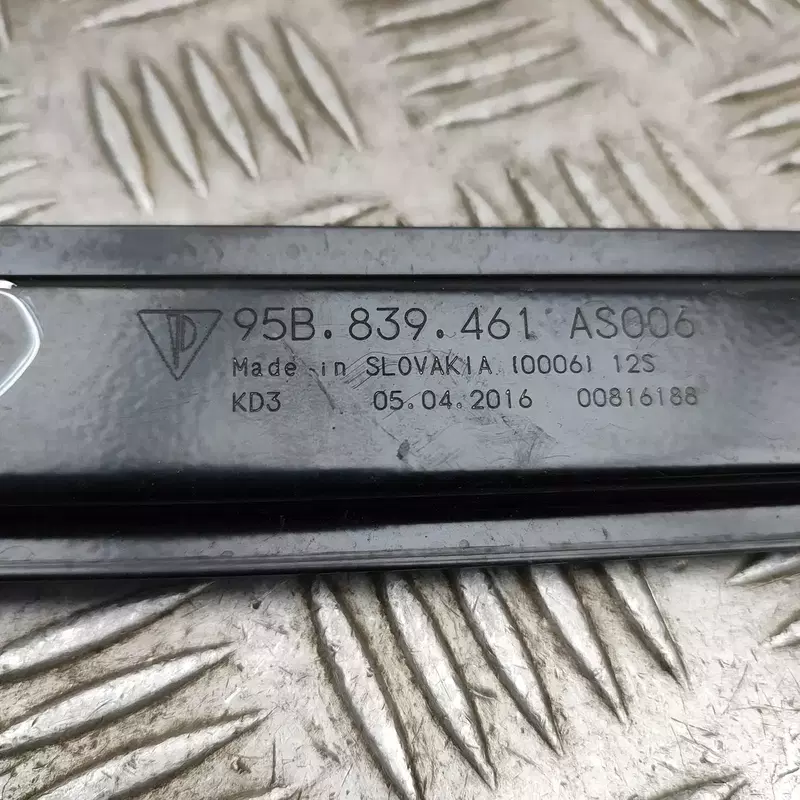 95B.839.461 AS006
Made in SLOVAKIA (0006) 12S
KD3 05.04.2016 00816188